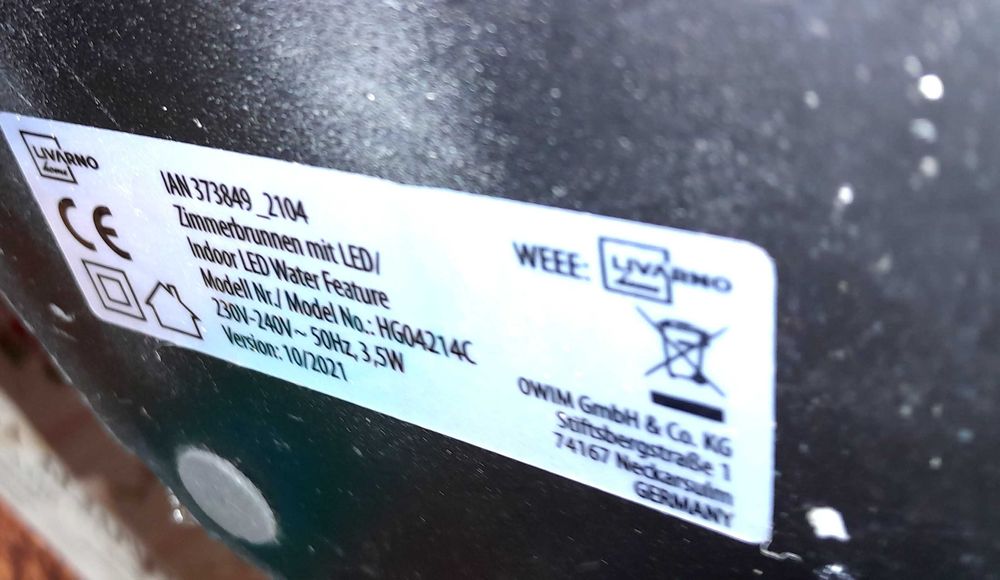 LIVARNO
home
CE
IAN 373849_2104
Zimmerbrunnen mit LED/
Indoor LED Water Feature
Modell Nr./ Model No.: HG04214C
230V-240V~ 50Hz, 3,5W
Version: 10/2021
WEEE: LIVARNO
OWIM GmbH & Co. KG
Stiftsbergstraße 1
74167 Neckarsulm
GERMANY